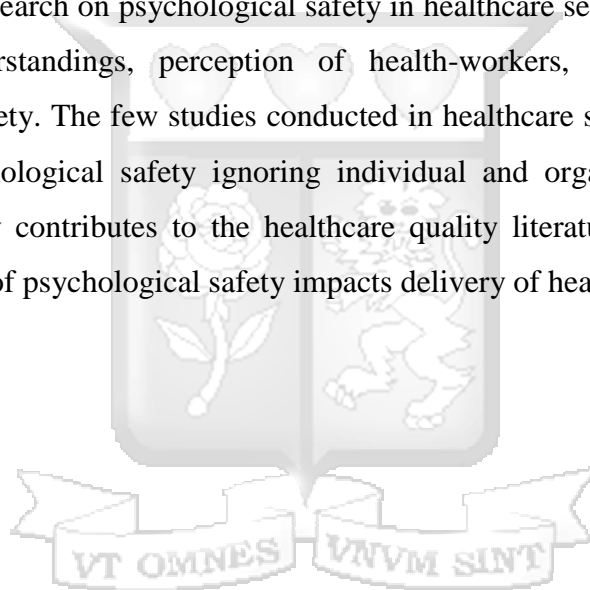 earch on psychological safety in healthcare se
rstandings, perception of health-workers,
ety. The few studies conducted in healthcare s
ological safety ignoring individual and orga
contributes to the healthcare quality literatu
of psychological safety impacts delivery of hea
VT OMNES VNVM SINT